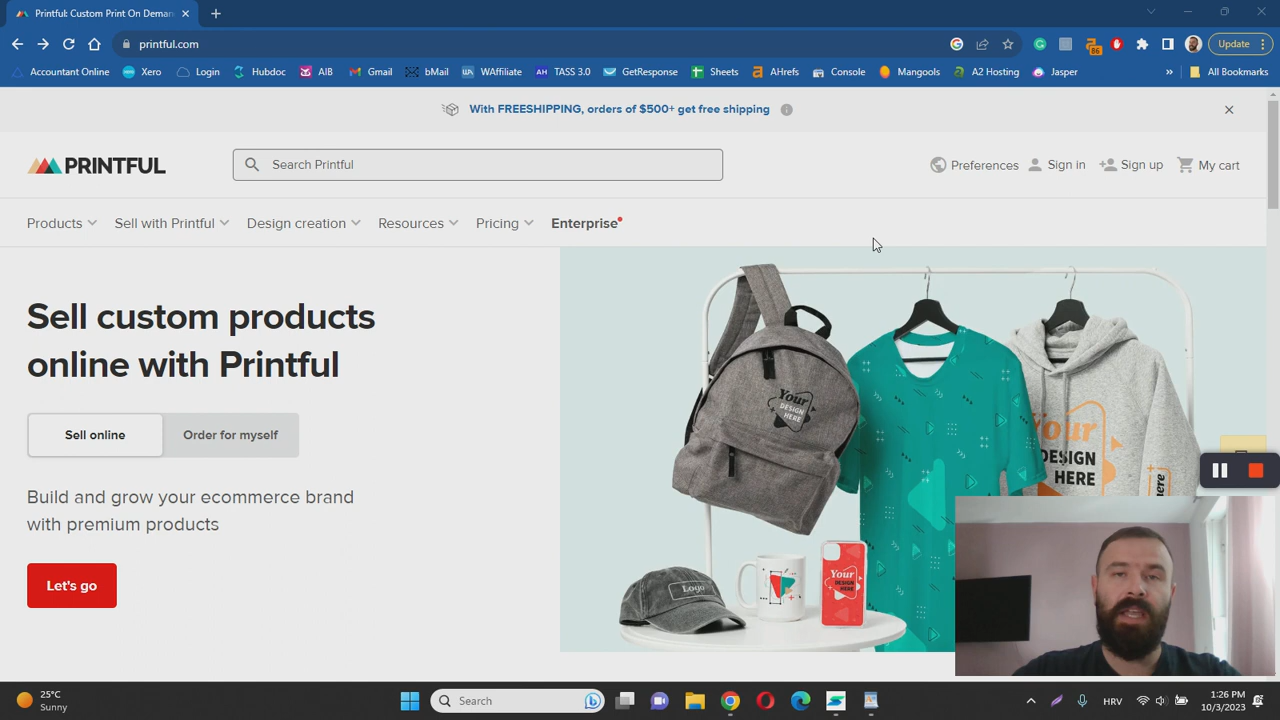 Printful: Custom Print On Deman
printful.com
Update
86
Accountant Online
Xero
Login
Hubdoc
AIB
Gmail
bMail
WAffiliate
TASS 3.0
GetResponse
Sheets
AHrefs
Console
Mangools
A2 Hosting
Jasper
»
All Bookmarks
With FREESHIPPING, orders of $500+ get free shipping
PRINTFUL
Search Printful
Preferences
Sign in
Sign up
My cart
Products
Sell with Printful
Design creation
Resources
Pricing
Enterprise
Sell custom products
online with Printful
Sell online
Order for myself
Build and grow your ecommerce brand
with premium products
Let's go
Your
DESIGN
HERE
Your
DESIGN
HERE
here
Logo
Your
DESIGN
HERE
25°C
Sunny
Search
HRV
1:26 PM
10/3/2023